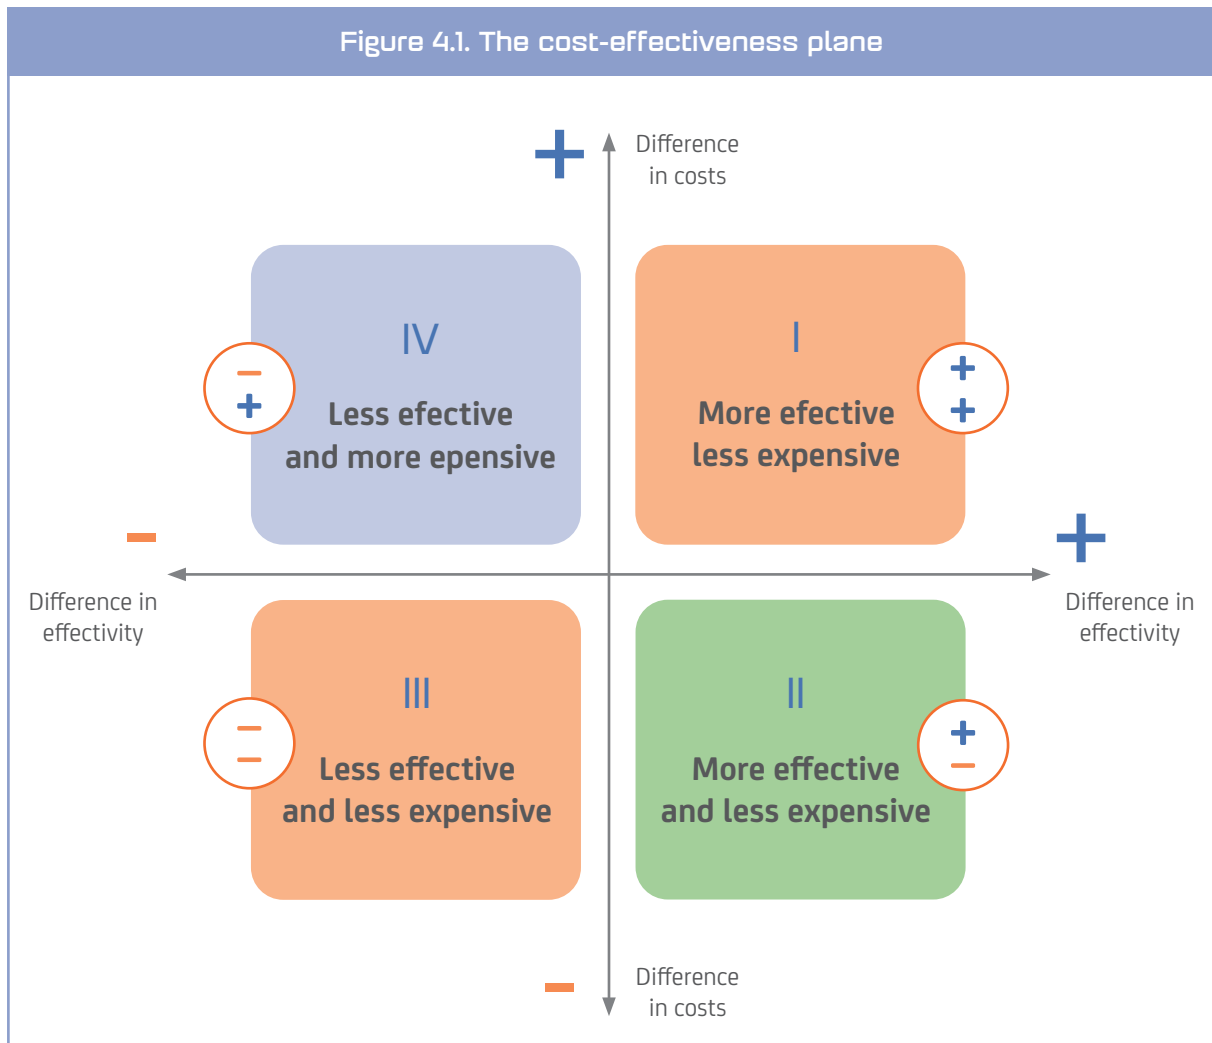 Figure 4.1. The cost-effectiveness plane
+
Difference
in costs
IV
Less efective
and more epensive
−
+
I
More efective
less expensive
+
+
−
Difference in
effectivity
+
Difference in
effectivity
III
Less effective
and less expensive
−
−
II
More effective
and less expensive
+
−
−
Difference
in costs